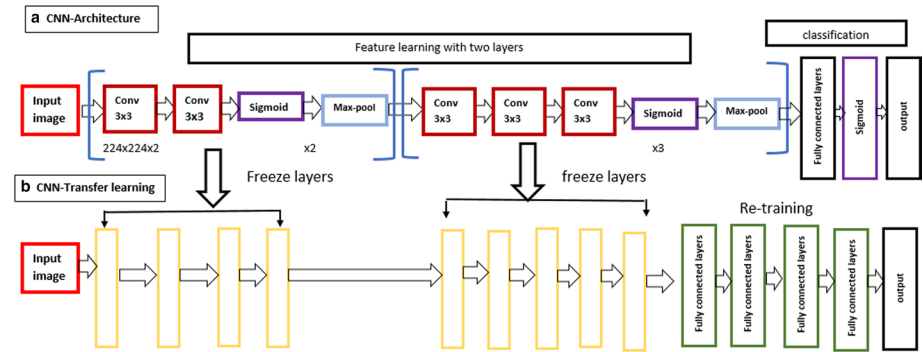 a CNN-Architecture
classification
Feature learning with two layers
Input
image
Conv
3x3
Conv
3x3
Sigmoid
Max-pool
Conv
3x3
Conv
3x3
Conv
3x3
Sigmoid
Max-pool
Fully connected layers
Sigmoid
output
224x224x2
x2
x3
Freeze layers
freeze layers
b CNN-Transfer learning
Re-training
Input
image
Fully connected layers
Fully connected layers
Fully connected layers
Fully connected layers
output